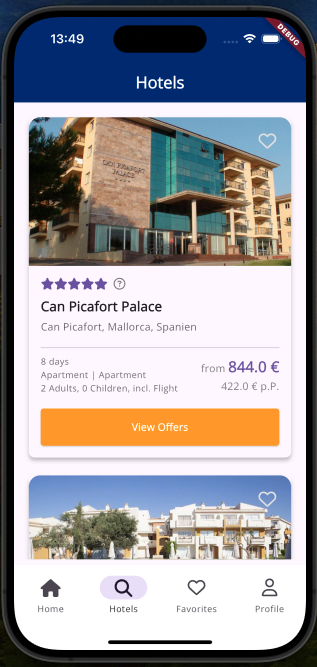 13:49
DEBUG
Hotels
CAN PICAFORT
PALACE
Can Picafort Palace
Can Picafort, Mallorca, Spanien
8 days
Apartment | Apartment
2 Adults, 0 Children, incl. Flight
from 844.0 €
422.0 € p.P.
View Offers
Home
Hotels
Favorites
Profile